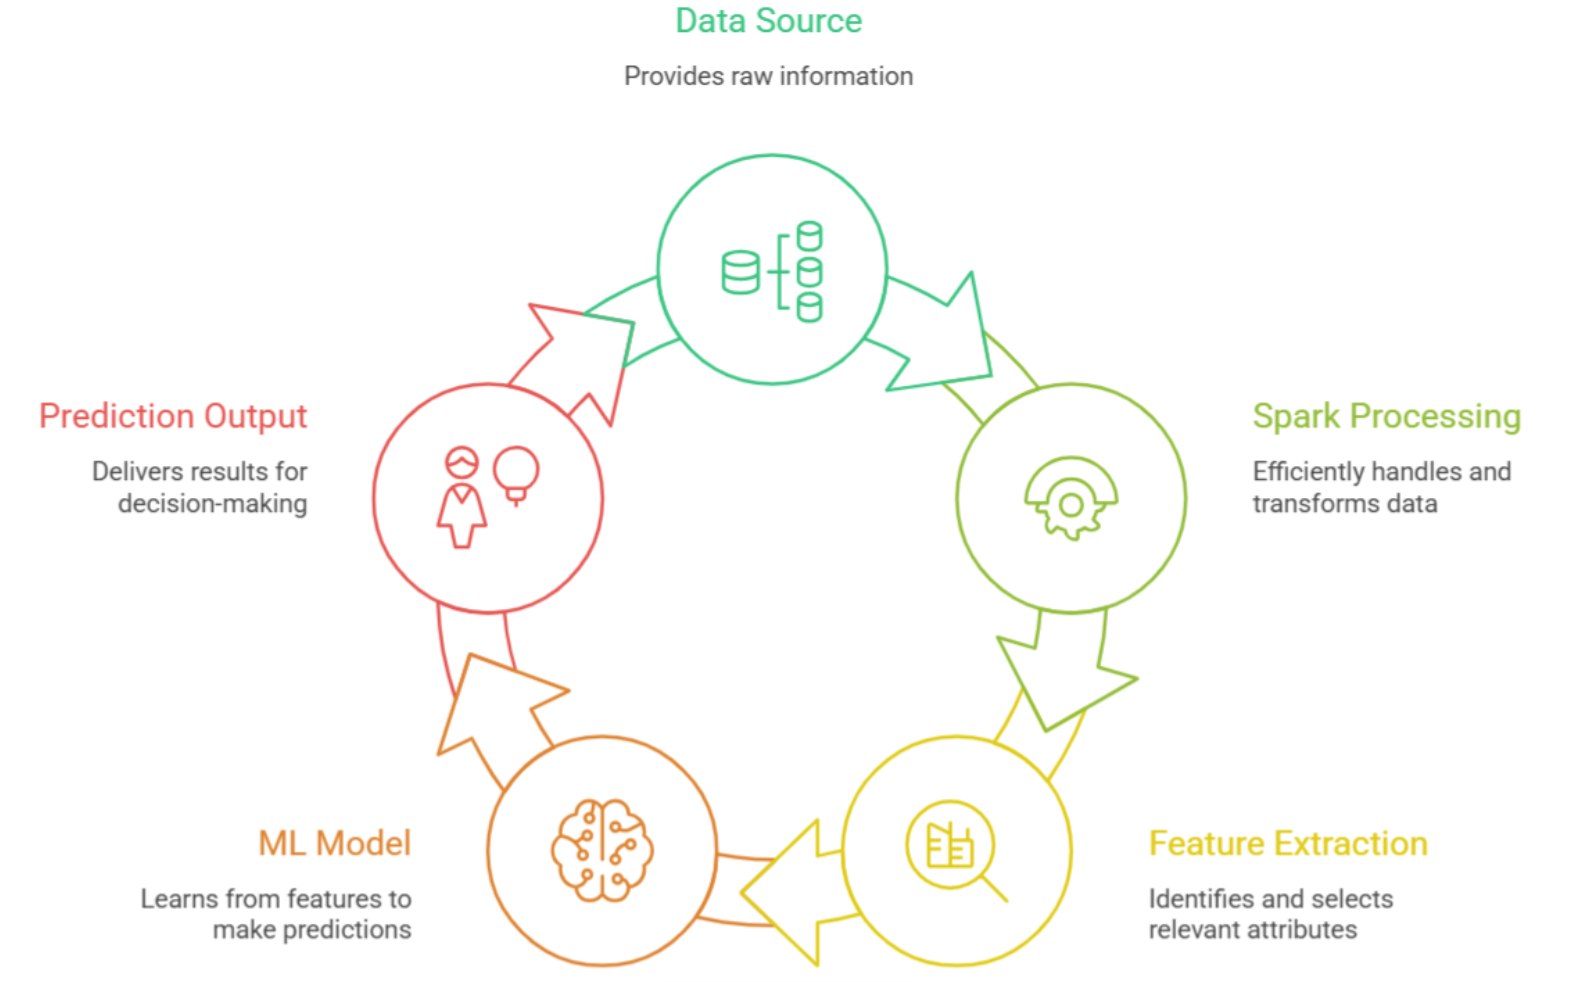 Data Source
Provides raw information
Spark Processing
Efficiently handles and
transforms data
Feature Extraction
Identifies and selects
relevant attributes
ML Model
Learns from features to
make predictions
Prediction Output
Delivers results for
decision-making